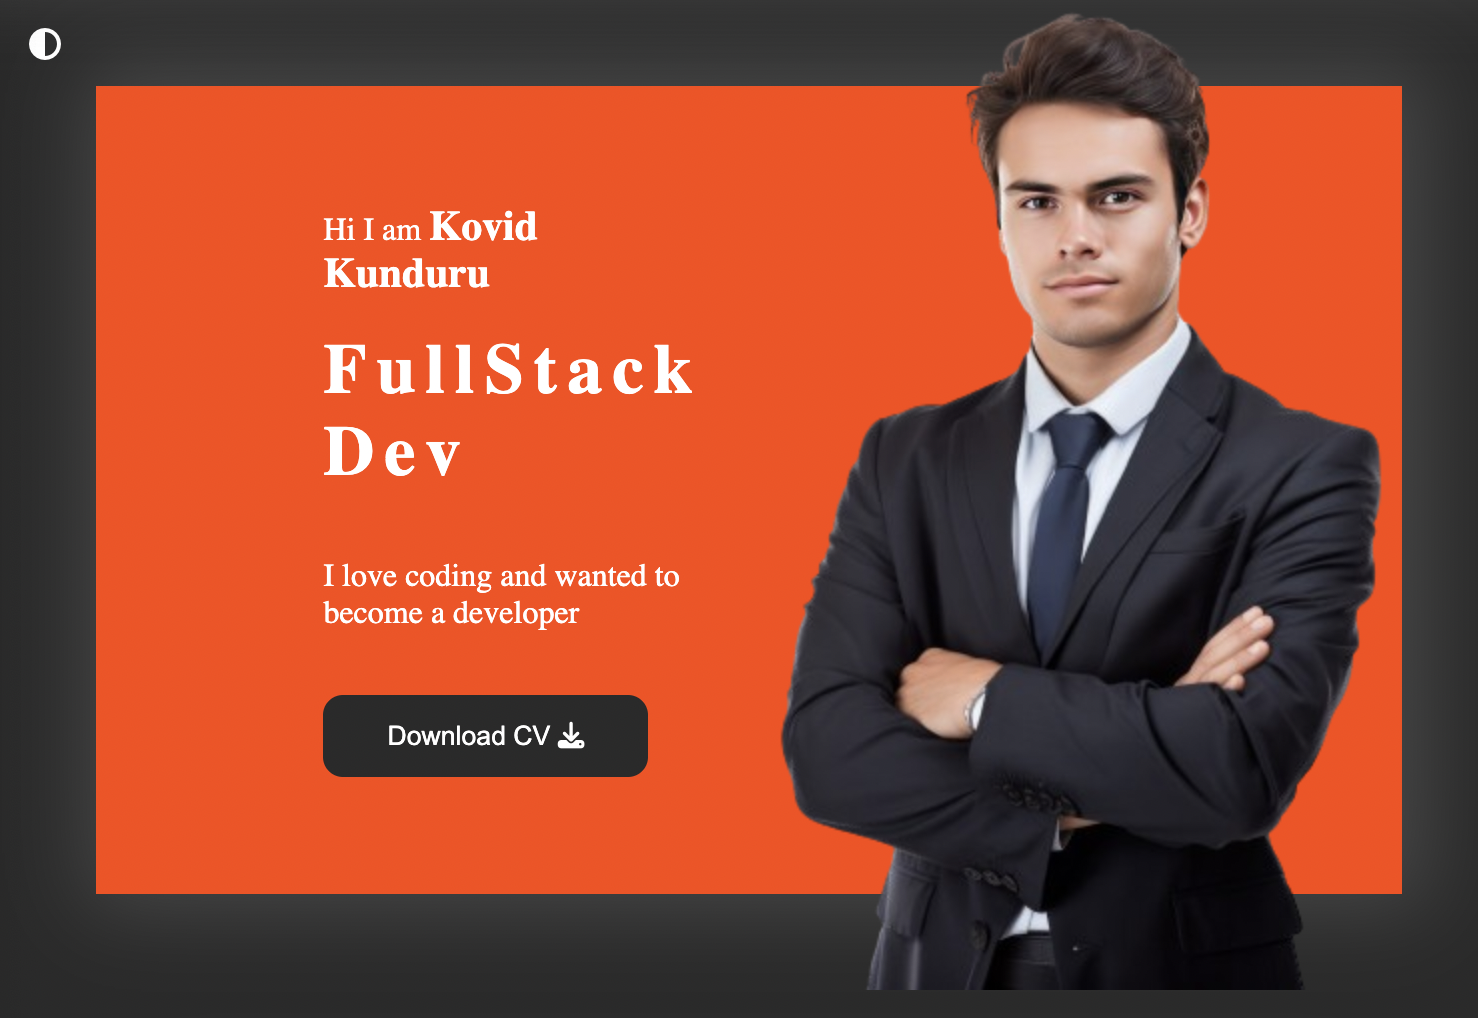 Hi I am Kovid
Kunduru
FullStack
Dev
I love coding and wanted to
become a developer
Download CV